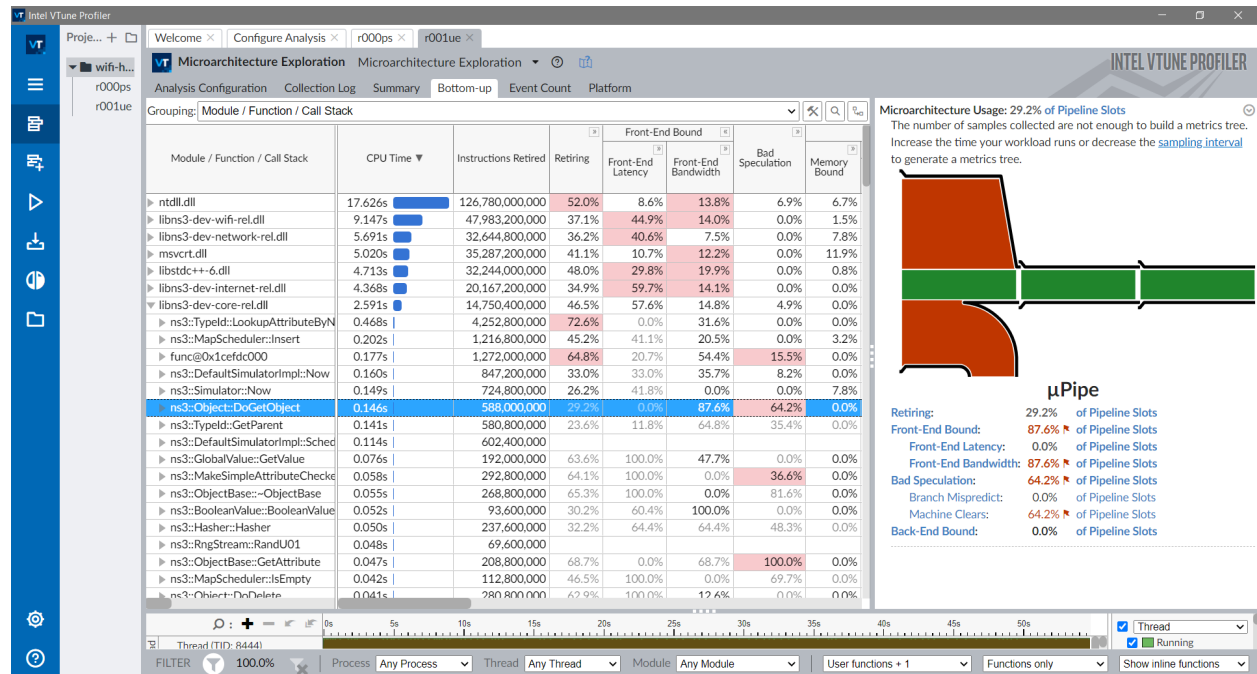 Intel VTune Profiler
Proje...
Welcome
Configure Analysis
r000ps
r001ue
wifi-h...
r000ps
r001ue
Microarchitecture Exploration Microarchitecture Exploration
INTEL VTUNE PROFILER
Analysis Configuration Collection Log Summary Bottom-up Event Count Platform
Grouping: Module / Function / Call Stack
Module / Function / Call Stack CPU Time ▼ Instructions Retired Retiring Front-End Bound Front-End Latency Front-End Bandwidth Bad Speculation Memory Bound
ntdll.dll 17.626s 126,780,000,000 52.0% 8.6% 13.8% 6.9% 6.7%
libns3-dev-wifi-rel.dll 9.147s 47,983,200,000 37.1% 44.9% 14.0% 0.0% 1.5%
libns3-dev-network-rel.dll 5.691s 32,644,800,000 36.2% 40.6% 7.5% 0.0% 7.8%
msvcrt.dll 5.020s 35,287,200,000 41.1% 10.7% 12.2% 0.0% 11.9%
libstdc++-6.dll 4.713s 32,244,000,000 48.0% 29.8% 19.9% 0.0% 0.8%
libns3-dev-internet-rel.dll 4.368s 20,167,200,000 34.9% 59.7% 14.1% 0.0% 0.0%
libns3-dev-core-rel.dll 2.591s 14,750,400,000 46.5% 57.6% 14.8% 4.9% 0.0%
ns3::TypeId::LookupAttributeByN 0.468s 4,252,800,000 72.6% 0.0% 31.6% 0.0% 0.0%
ns3::MapScheduler::Insert 0.202s 1,216,800,000 45.2% 41.1% 20.5% 0.0% 3.2%
func@0x1cefdc000 0.177s 1,272,000,000 64.8% 20.7% 54.4% 15.5% 0.0%
ns3::DefaultSimulatorImpl::Now 0.160s 847,200,000 33.0% 33.0% 35.7% 8.2% 0.0%
ns3::Simulator::Now 0.149s 724,800,000 26.2% 41.8% 0.0% 0.0% 7.8%
ns3::Object::DoGetObject 0.146s 588,000,000 29.2% 0.0% 87.6% 64.2% 0.0%
ns3::TypeId::GetParent 0.141s 580,800,000 23.6% 11.8% 64.8% 35.4% 0.0%
ns3::DefaultSimulatorImpl::Sched 0.114s 602,400,000
ns3::GlobalValue::GetValue 0.076s 192,000,000 63.6% 100.0% 47.7% 0.0% 0.0%
ns3::MakeSimpleAttributeChecke 0.058s 292,800,000 64.1% 100.0% 0.0% 36.6% 0.0%
ns3::ObjectBase::~ObjectBase 0.055s 268,800,000 65.3% 100.0% 0.0% 81.6% 0.0%
ns3::BooleanValue::BooleanValue 0.052s 93,600,000 30.2% 60.4% 100.0% 0.0% 0.0%
ns3::Hasher::Hasher 0.050s 237,600,000 32.2% 64.4% 64.4% 48.3% 0.0%
ns3::RngStream::RandU01 0.048s 69,600,000
ns3::ObjectBase::GetAttribute 0.047s 208,800,000 68.7% 0.0% 68.7% 100.0% 0.0%
ns3::MapScheduler::IsEmpty 0.042s 112,800,000 46.5% 100.0% 0.0% 69.7% 0.0%
ns3::Object::DoDelete 0.041s 280,800,000 62.9% 100.0% 12.6% 0.0% 0.0%
Microarchitecture Usage: 29.2% of Pipeline Slots
The number of samples collected are not enough to build a metrics tree.
Increase the time your workload runs or decrease the sampling interval
to generate a metrics tree.
µPipe
Retiring: 29.2% of Pipeline Slots
Front-End Bound: 87.6% of Pipeline Slots
Front-End Latency: 0.0% of Pipeline Slots
Front-End Bandwidth: 87.6% of Pipeline Slots
Bad Speculation: 64.2% of Pipeline Slots
Branch Mispredict: 0.0% of Pipeline Slots
Machine Clears: 64.2% of Pipeline Slots
Back-End Bound: 0.0% of Pipeline Slots
0s 5s 10s 15s 20s 25s 30s 35s 40s 45s 50s
Thread (TID: 8444)
Thread
Running
FILTER 100.0% Process Any Process Thread Any Thread Module Any Module User functions + 1 Functions only Show inline functions